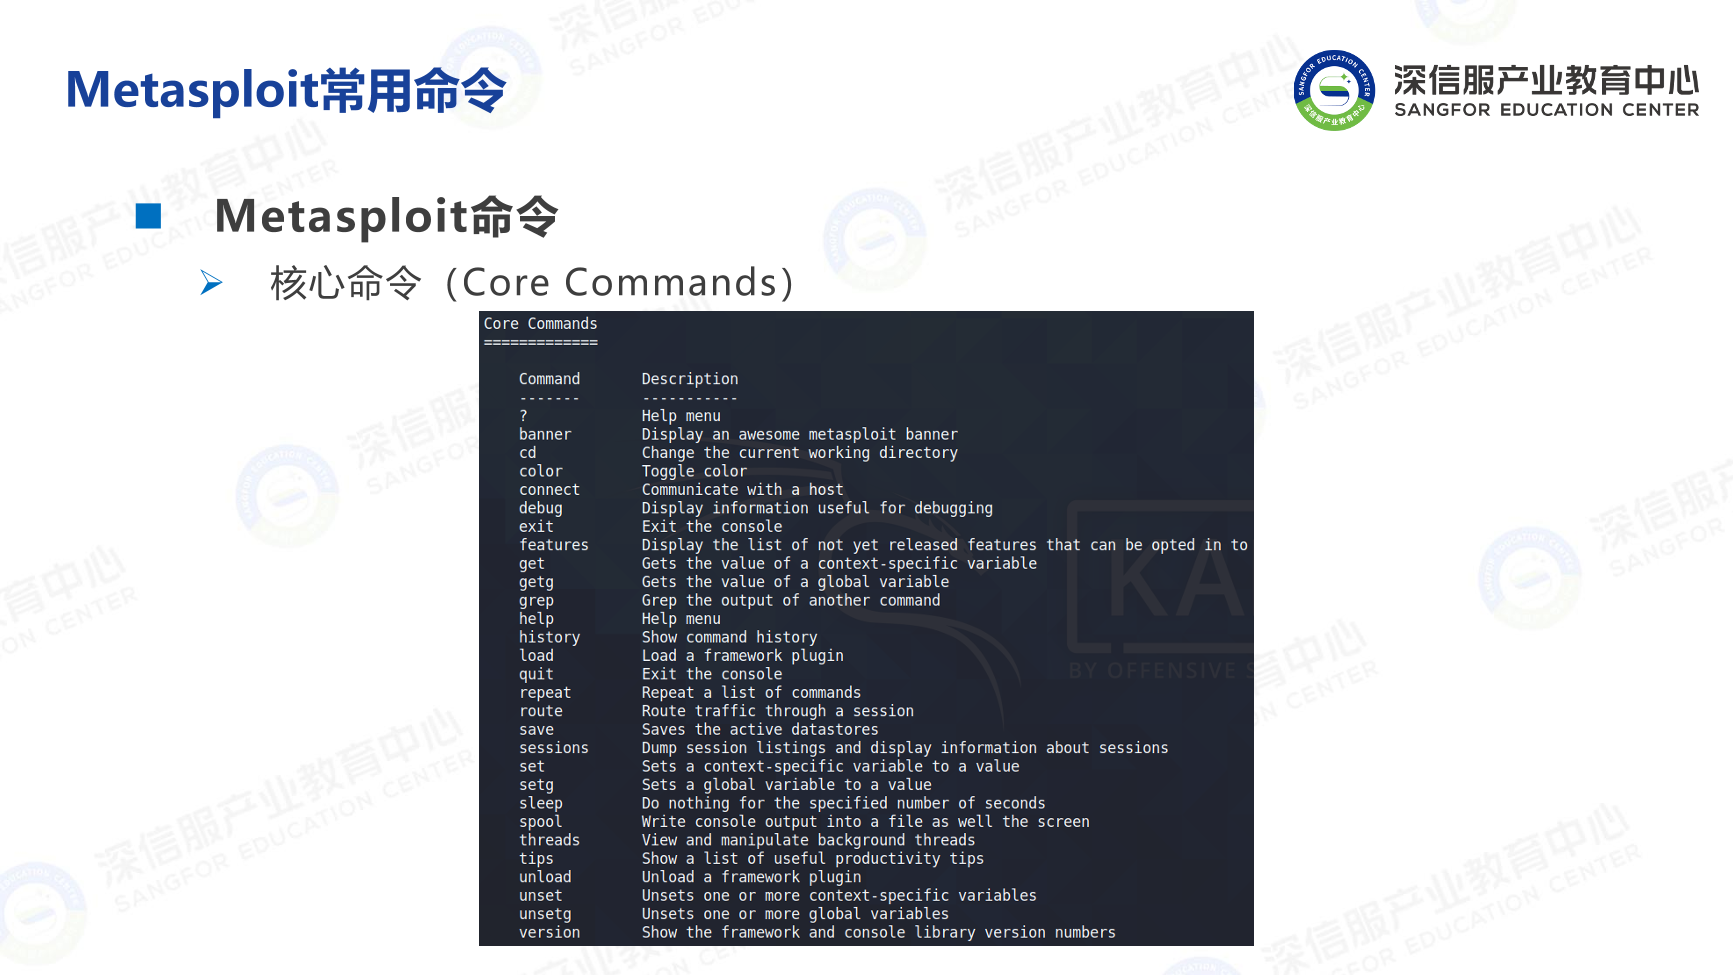 Metasploit常用命令
深信服产业教育中心
SANGFOR EDUCATION CENTER
Metasploit命令
核心命令（Core Commands）
Core Commands
=============
Command Description
------- -----------
? Help menu
banner Display an awesome metasploit banner
cd Change the current working directory
color Toggle color
connect Communicate with a host
debug Display information useful for debugging
exit Exit the console
features Display the list of not yet released features that can be opted in to
get Gets the value of a context-specific variable
getg Gets the value of a global variable
grep Grep the output of another command
help Help menu
history Show command history
load Load a framework plugin
quit Exit the console
repeat Repeat a list of commands
route Route traffic through a session
save Saves the active datastores
sessions Dump session listings and display information about sessions
set Sets a context-specific variable to a value
setg Sets a global variable to a value
sleep Do nothing for the specified number of seconds
spool Write console output into a file as well the screen
threads View and manipulate background threads
tips Show a list of useful productivity tips
unload Unload a framework plugin
unset Unsets one or more context-specific variables
unsetg Unsets one or more global variables
version Show the framework and console library version numbers